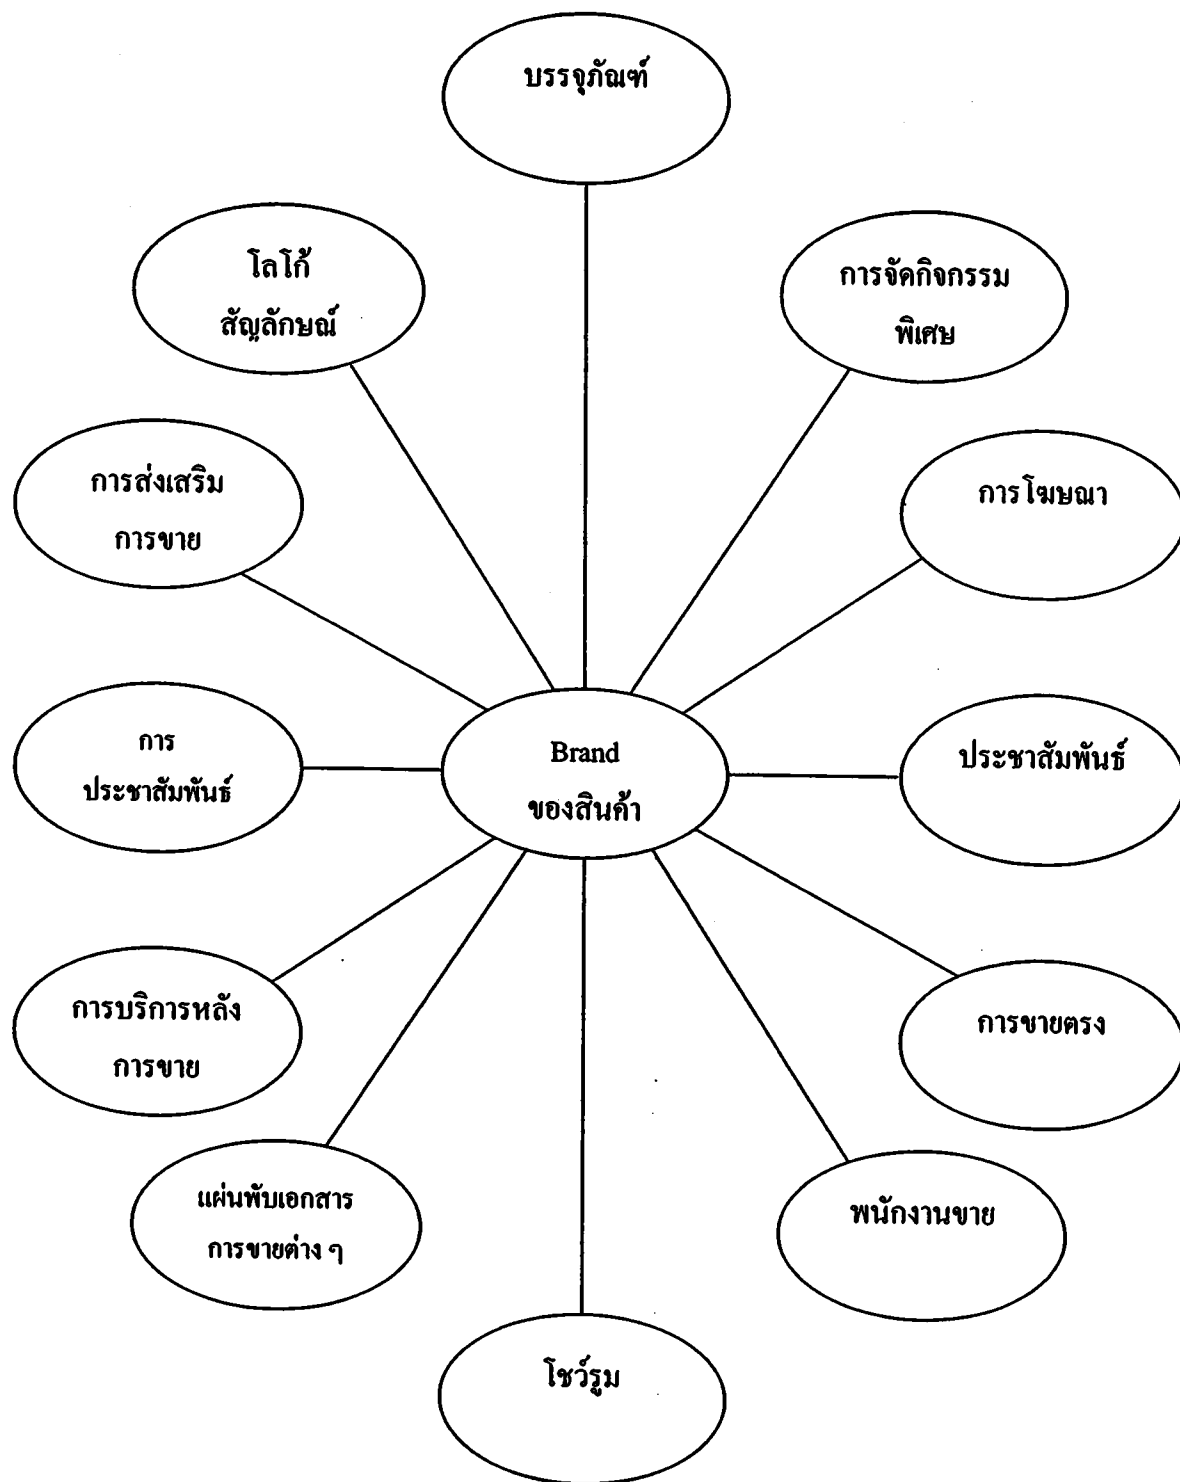 บรรจุภัณฑ์
โลโก้
สัญลักษณ์
การจัดกิจกรรม
พิเศษ
การส่งเสริม
การขาย
การโฆษณา
Brand
ของสินค้า
การ
ประชาสัมพันธ์
ประชาสัมพันธ์
การบริการหลัง
การขาย
การขายตรง
แผ่นพับเอกสาร
การขายต่าง ๆ
พนักงานขาย
โชว์รูม